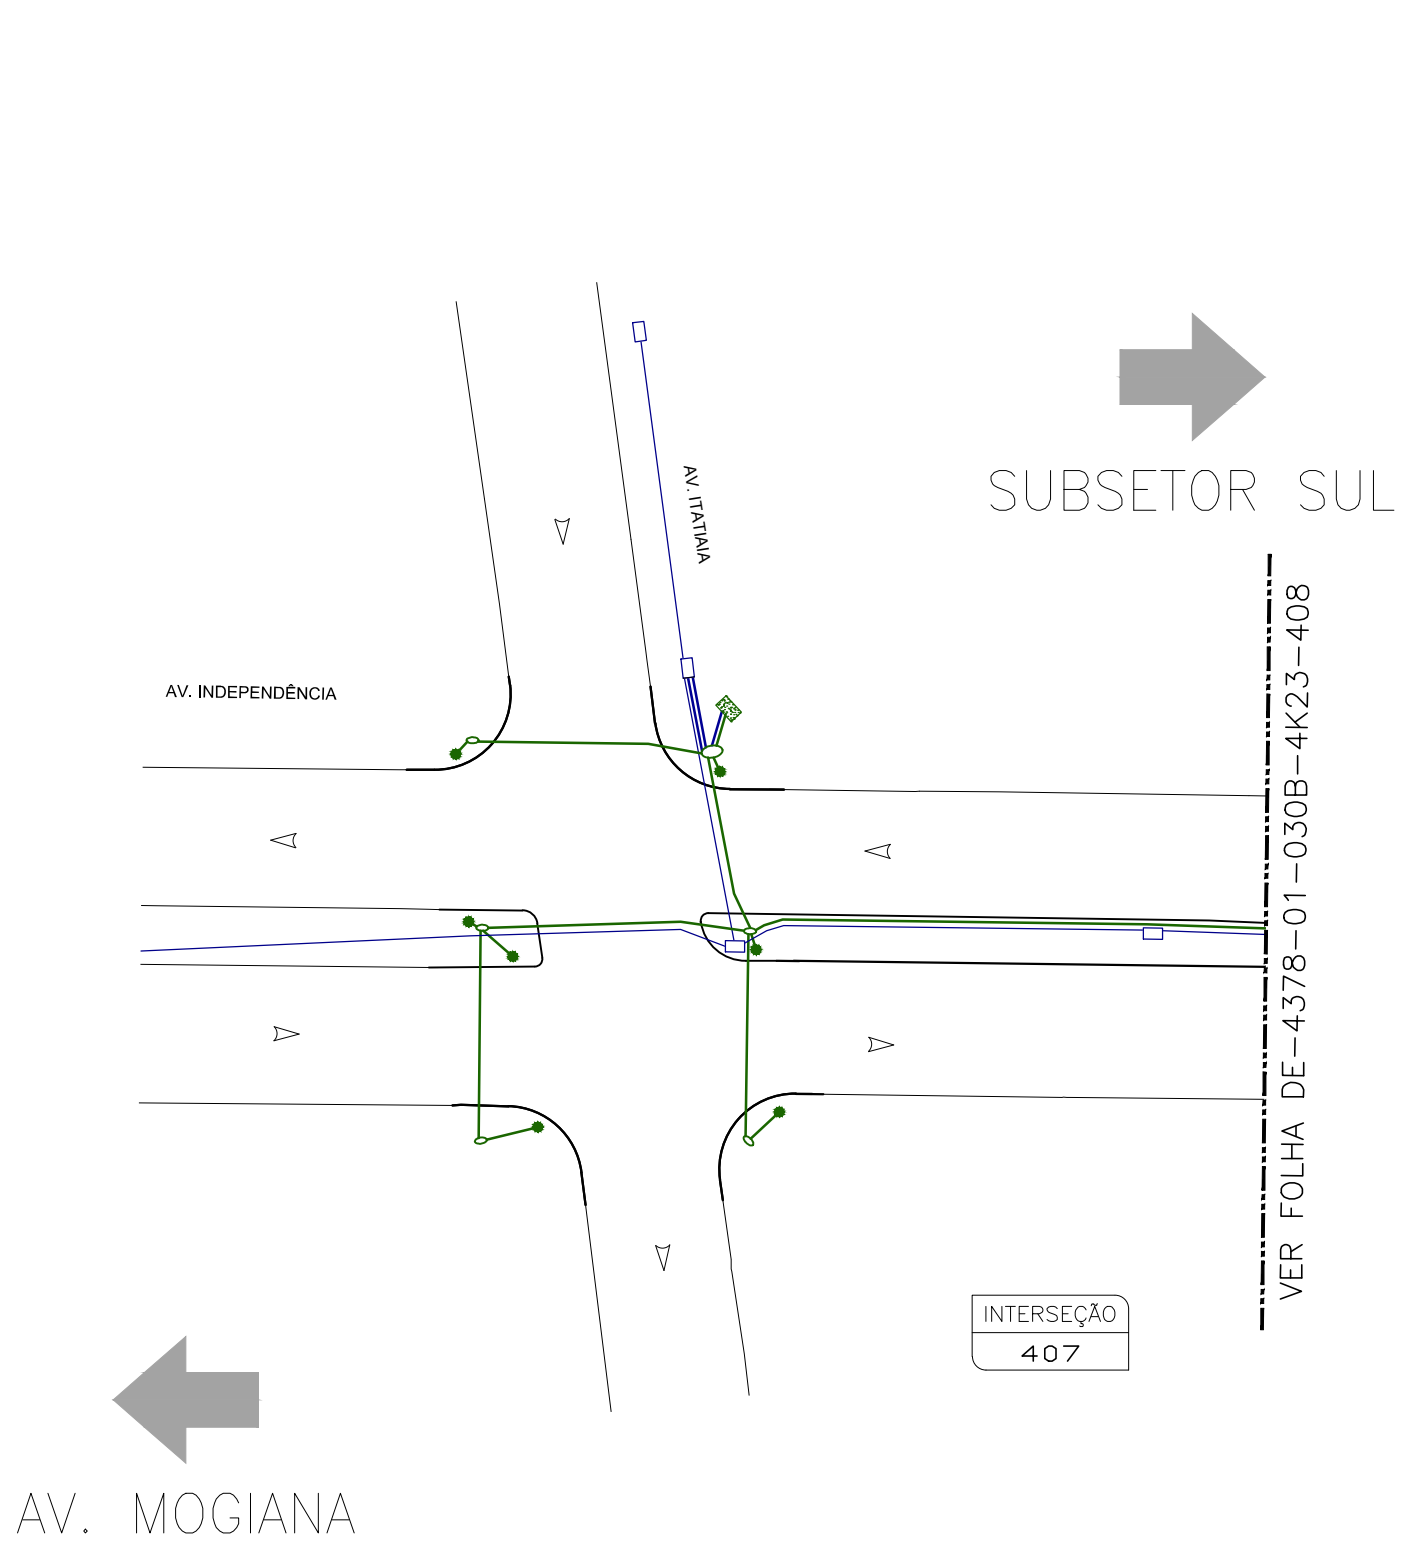 SUBSETOR SUL
AV. ITATIAIA
VER FOLHA DE-4378-01-030B-4K23-408
AV. INDEPENDÊNCIA
INTERSEÇÃO
407
AV. MOGIANA